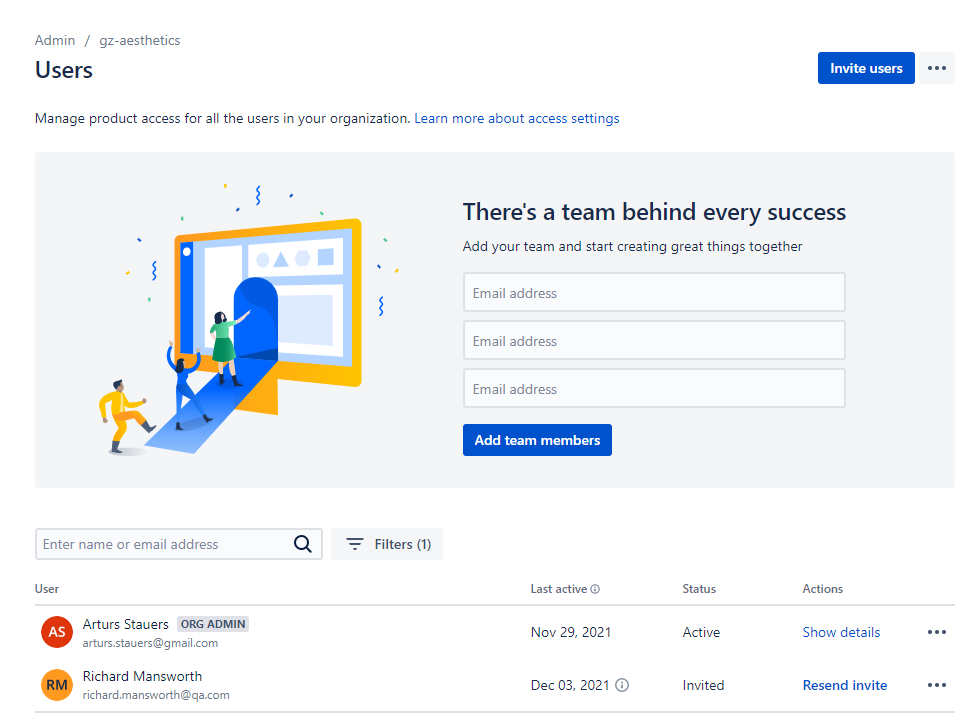 Admin / gz-aesthetics
Users
Invite users
Manage product access for all the users in your organization. Learn more about access settings
There's a team behind every success
Add your team and start creating great things together
Email address
Email address
Email address
Add team members
Enter name or email address
Filters (1)
User Last active Status Actions
AS Arturs Stauers ORG ADMIN
arturs.stauers@gmail.com
Nov 29, 2021 Active Show details
RM Richard Mansworth
richard.mansworth@qa.com
Dec 03, 2021 Invited Resend invite